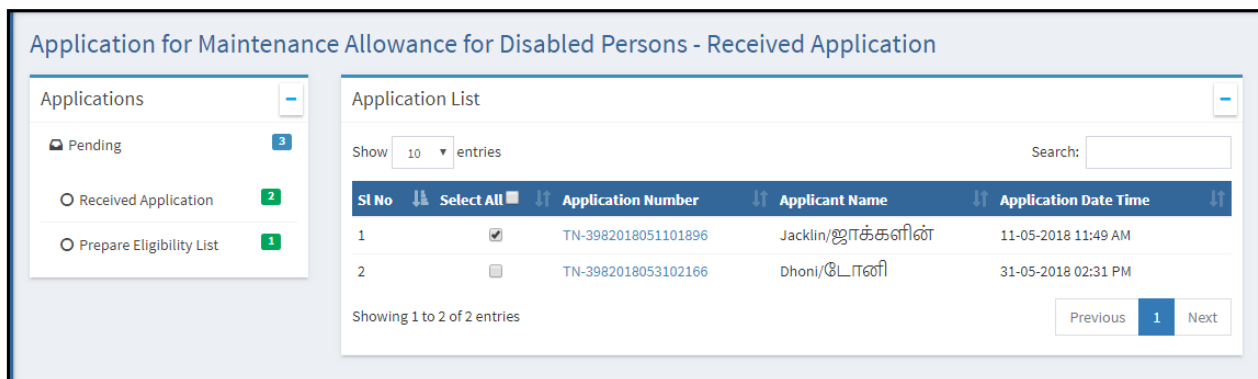 Application for Maintenance Allowance for Disabled Persons - Received Application
Applications
Pending 3
Received Application 2
Prepare Eligibility List 1
Application List
Show 10 entries Search:
Sl No Select All Application Number Applicant Name Application Date Time
1 TN-3982018051101896 Jacklin/ஜாக்களின் 11-05-2018 11:49 AM
2 TN-3982018053102166 Dhoni/டோனி 31-05-2018 02:31 PM
Showing 1 to 2 of 2 entries Previous 1 Next